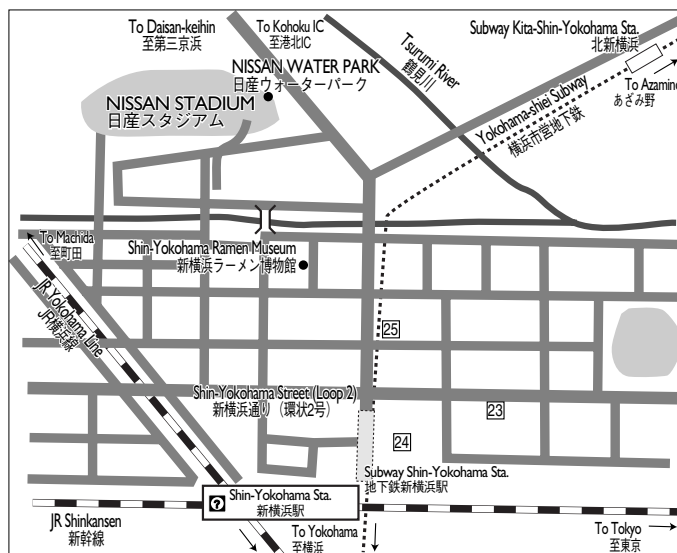 To Daisan-keihin
至第三京浜
To Kohoku IC
至港北IC
Subway Kita-Shin-Yokohama Sta.
北新横浜
Tsurumi River
鶴見川
NISSAN WATER PARK
日産ウォーターパーク
To Azamino
あざみ野
NISSAN STADIUM
日産スタジアム
Yokohama-shiei Subway
横浜市営地下鉄
To Machida
至町田
Shin-Yokohama Ramen Museum
新横浜ラーメン博物館
JR Yokohama Line
JR横浜線
25
Shin-Yokohama Street (Loop 2)
新横浜通り（環状2号）
23
24
Subway Shin-Yokohama Sta.
地下鉄新横浜駅
?
Shin-Yokohama Sta.
新横浜駅
JR Shinkansen
新幹線
To Yokohama
至横浜
To Tokyo
至東京